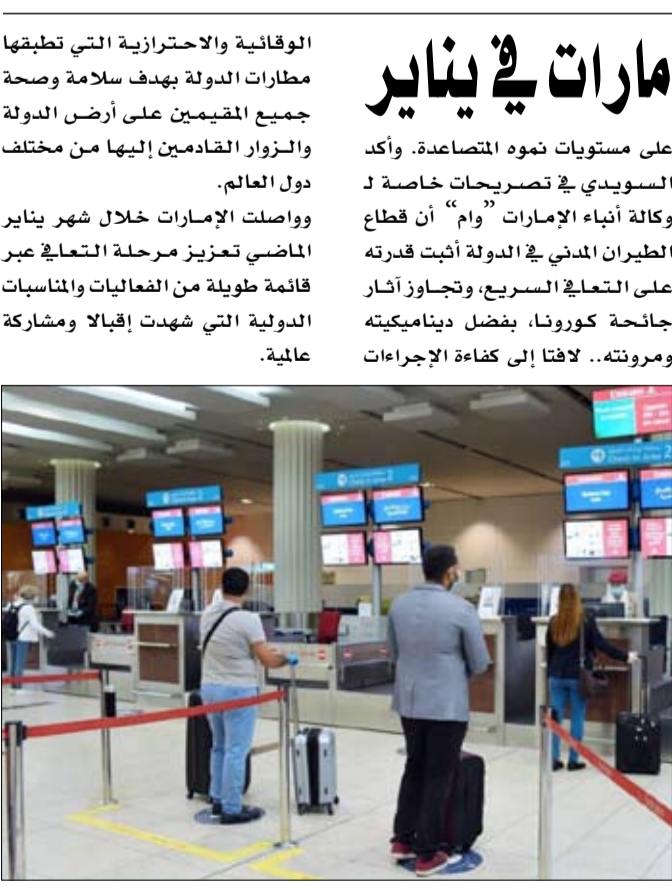 مارات في يناير
على مستويات نموه المتصاعدة. وأكد
السويدي في تصريحات خاصة لـ
وكالة أنباء الإمارات ”وام“ أن قطاع
الطيران المدني في الدولة أثبت قدرته
على التعافي السريع، وتجاوز آثار
جائحة كورونا، بفضل ديناميكيته
ومرونته.. لافتا إلى كفاءة الإجراءات
الوقائية والاحترازية التي تطبقها
مطارات الدولة بهدف سلامة وصحة
جميع المقيمين على أرض الدولة
والزوار القادمين إليها من مختلف
دول العالم.
وواصلت الإمارات خلال شهر يناير
الماضي تعزيز مرحلة التعافي عبر
قائمة طويلة من الفعاليات والمناسبات
الدولية التي شهدت إقبالا ومشاركة
عالمية.